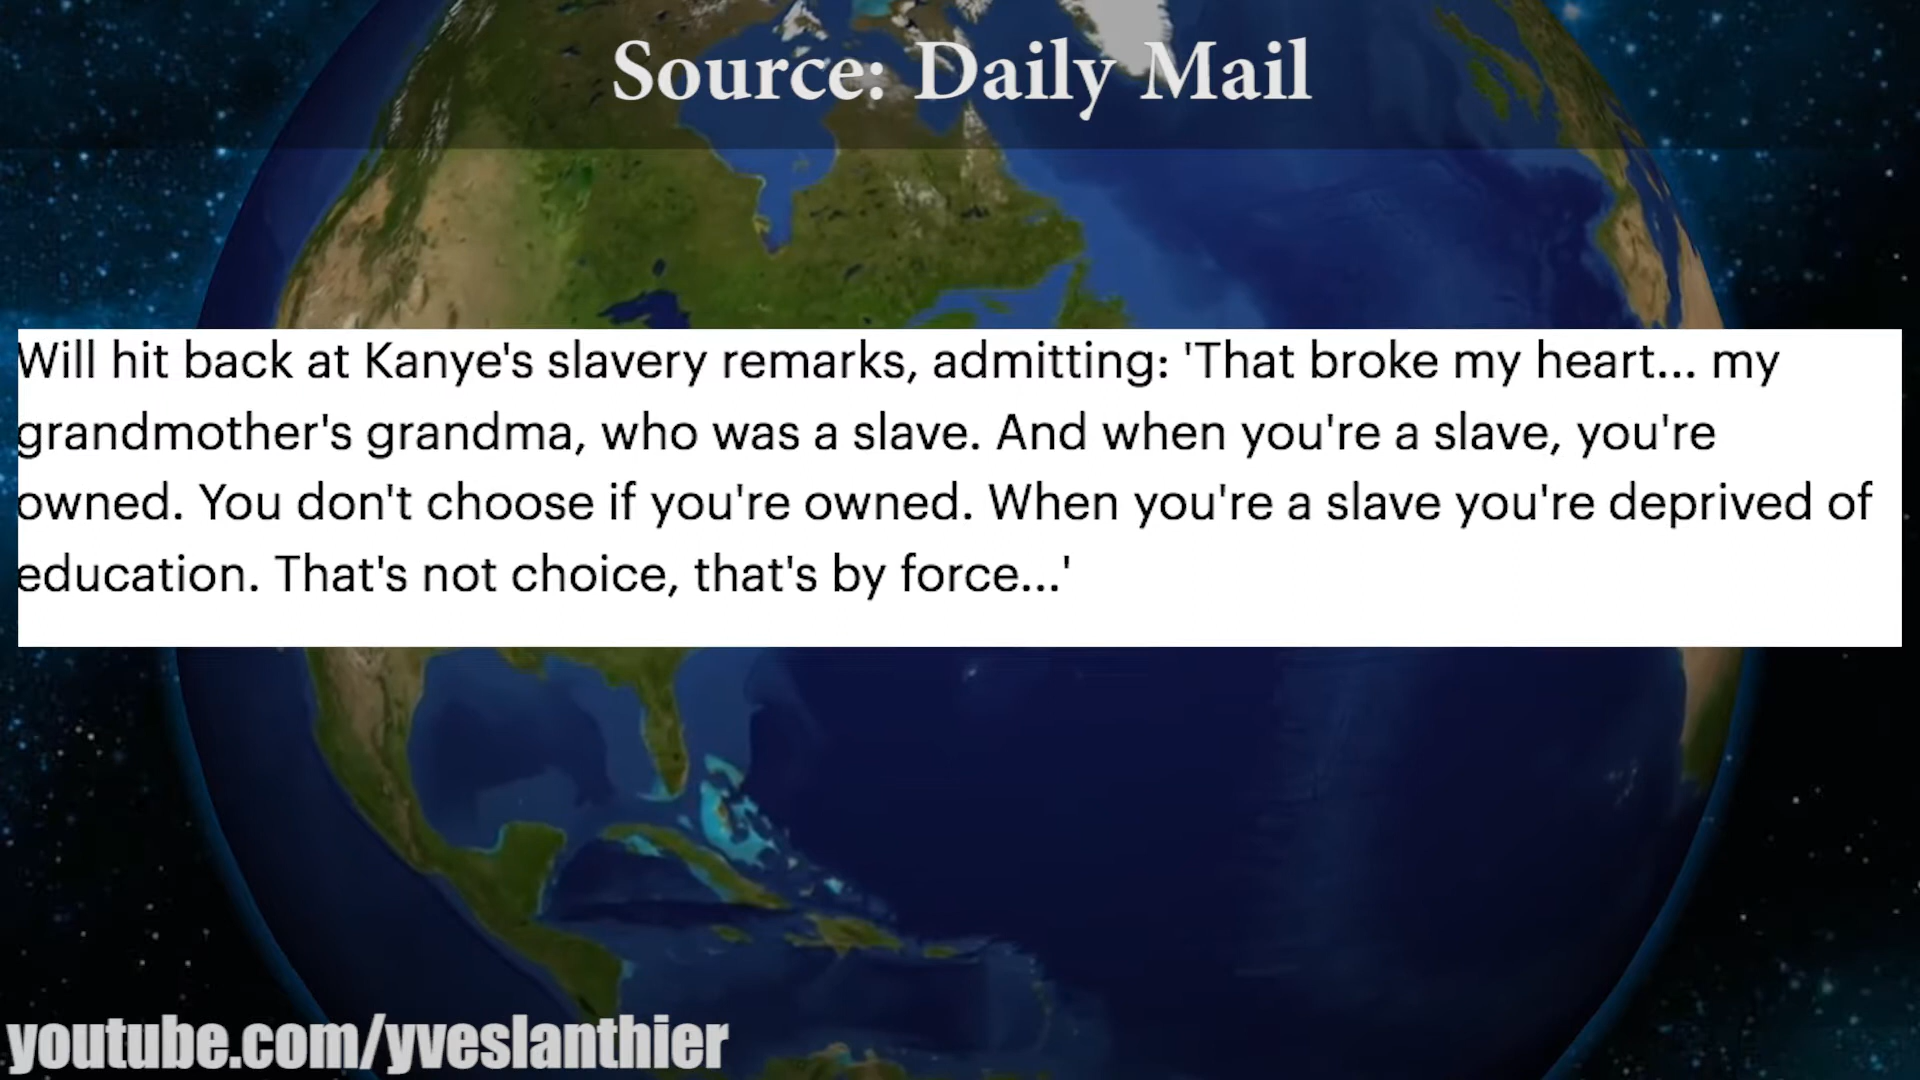 Source: Daily Mail
Will hit back at Kanye's slavery remarks, admitting: 'That broke my heart... my
grandmother's grandma, who was a slave. And when you're a slave, you're
owned. You don't choose if you're owned. When you're a slave you're deprived of
education. That's not choice, that's by force...'
youtube.com/yveslanthier